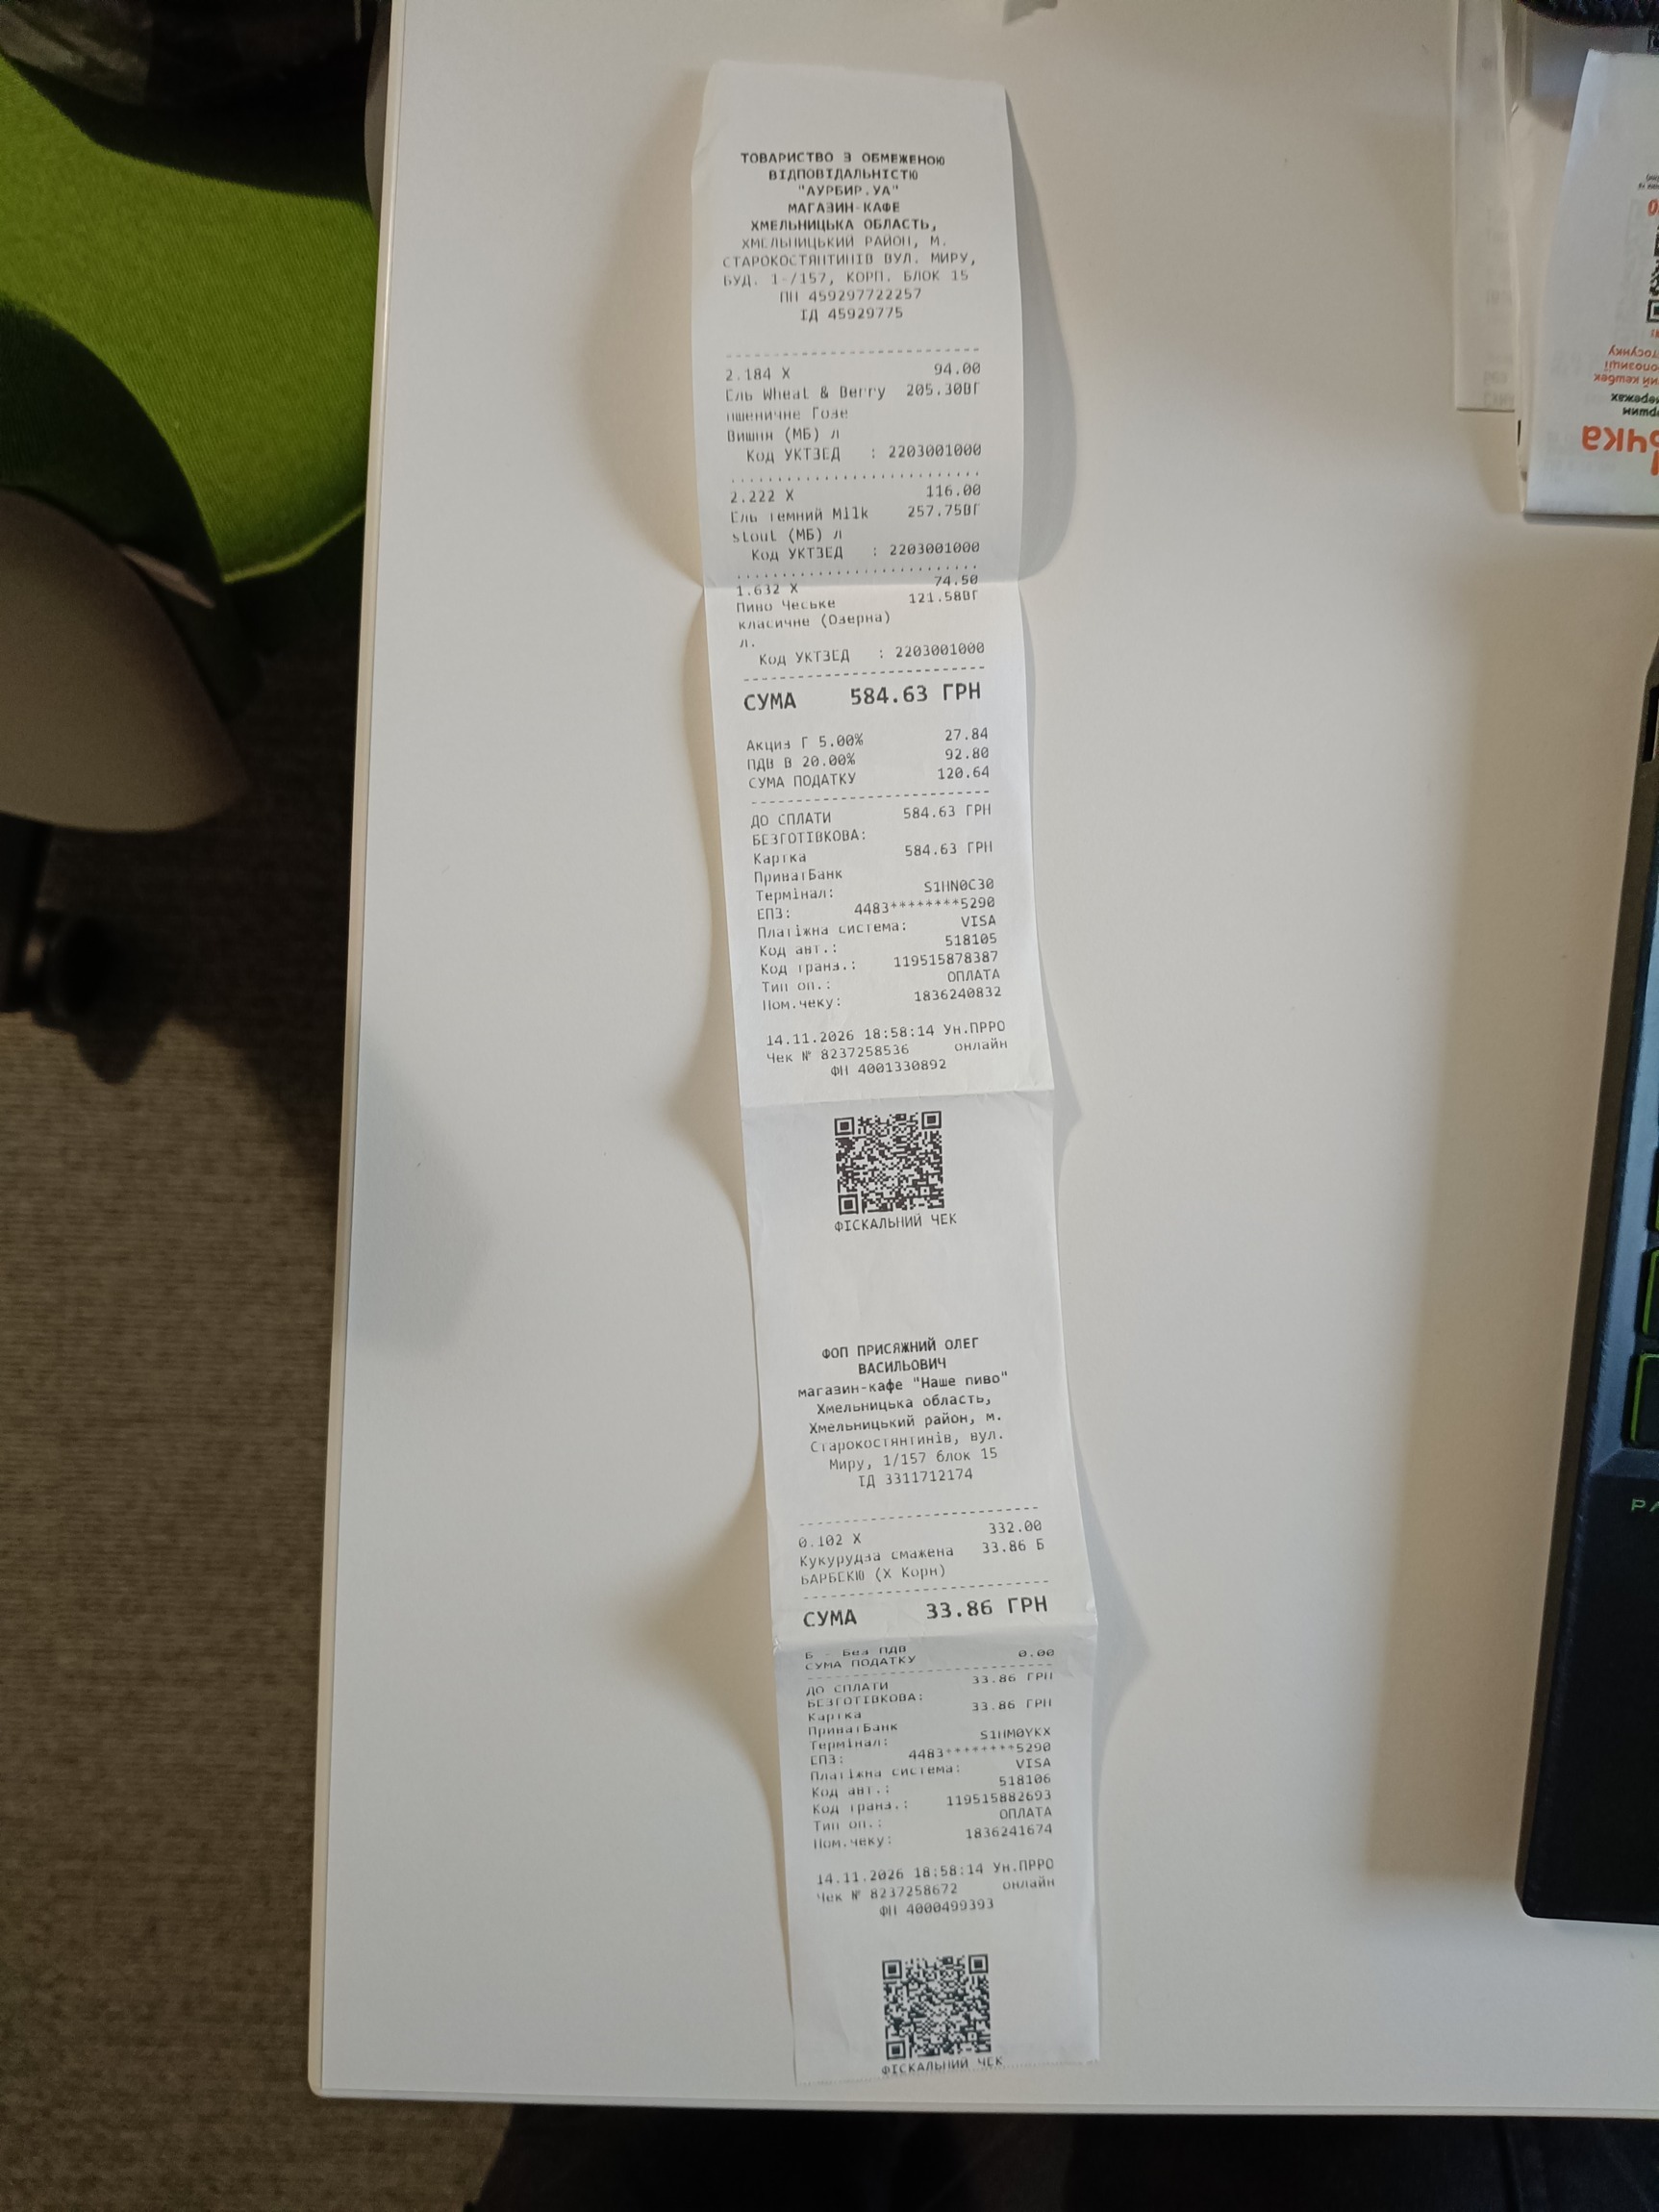 ТОВАРИСТВО З ОБМЕЖЕНОЮ
ВІДПОВІДАЛЬНІСТЮ
"АУРБИР.УА"
МАГАЗИН-КАФЕ
ХМЕЛЬНИЦЬКА ОБЛАСТЬ,
ХМЕЛЬНИЦЬКИЙ РАЙОН, М.
СТАРОКОСТЯНТИНІВ ВУЛ. МИРУ,
БУД. 1-/157, КОРП. БЛОК 15
ПН 459297722257
ІД 45929775
2.184 X 94.00
Ель Wheat & Berry 205.30ВГ
пшеничне Гозе
Вишня (МБ) л
Код УКТЗЕД : 2203001000
2.222 X 116.00
Ель темний Milk 257.75ВГ
stout (МБ) л
Код УКТЗЕД : 2203001000
1.632 X 74.50
Пиво Чеське 121.58ВГ
класичне (Озерна)
л.
Код УКТЗЕД : 2203001000
СУМА 584.63 ГРН
Акциз Г 5.00% 27.84
ПДВ В 20.00% 92.80
СУМА ПОДАТКУ 120.64
ДО СПЛАТИ 584.63 ГРН
БЕЗГОТІВКОВА:
Картка 584.63 ГРН
ПриватБанк
Термінал: S1HN0C30
ЕПЗ: 4483********5290
Платіжна система: VISA
Код авт.: 518105
Код транз.: 119515878387
Тип оп.: ОПЛАТА
Ном.чеку: 1836240832
14.11.2026 18:58:14 Ун.ПРРО
Чек № 8237258536 онлайн
ФН 4001330892
ФІСКАЛЬНИЙ ЧЕК
ФОП ПРИСЯЖНИЙ ОЛЕГ
ВАСИЛЬОВИЧ
магазин-кафе "Наше пиво"
Хмельницька область,
Хмельницький район, м.
Старокостянтинів, вул.
Миру, 1/157 блок 15
ІД 3311712174
0.102 X 332.00
Кукурудза смажена 33.86 Б
БАРБЕКЮ (Х Корн)
СУМА 33.86 ГРН
Б - Без ПДВ
СУМА ПОДАТКУ 0.00
ДО СПЛАТИ 33.86 ГРН
БЕЗГОТІВКОВА:
Картка 33.86 ГРН
ПриватБанк
Термінал: S1HM0YKX
ЕПЗ: 4483********5290
Платіжна система: VISA
Код авт.: 518106
Код транз.: 119515882693
Тип оп.: ОПЛАТА
Ном.чеку: 1836241674
14.11.2026 18:58:14 Ун.ПРРО
Чек № 8237258672 онлайн
ФН 4000499393
ФІСКАЛЬНИЙ ЧЕК